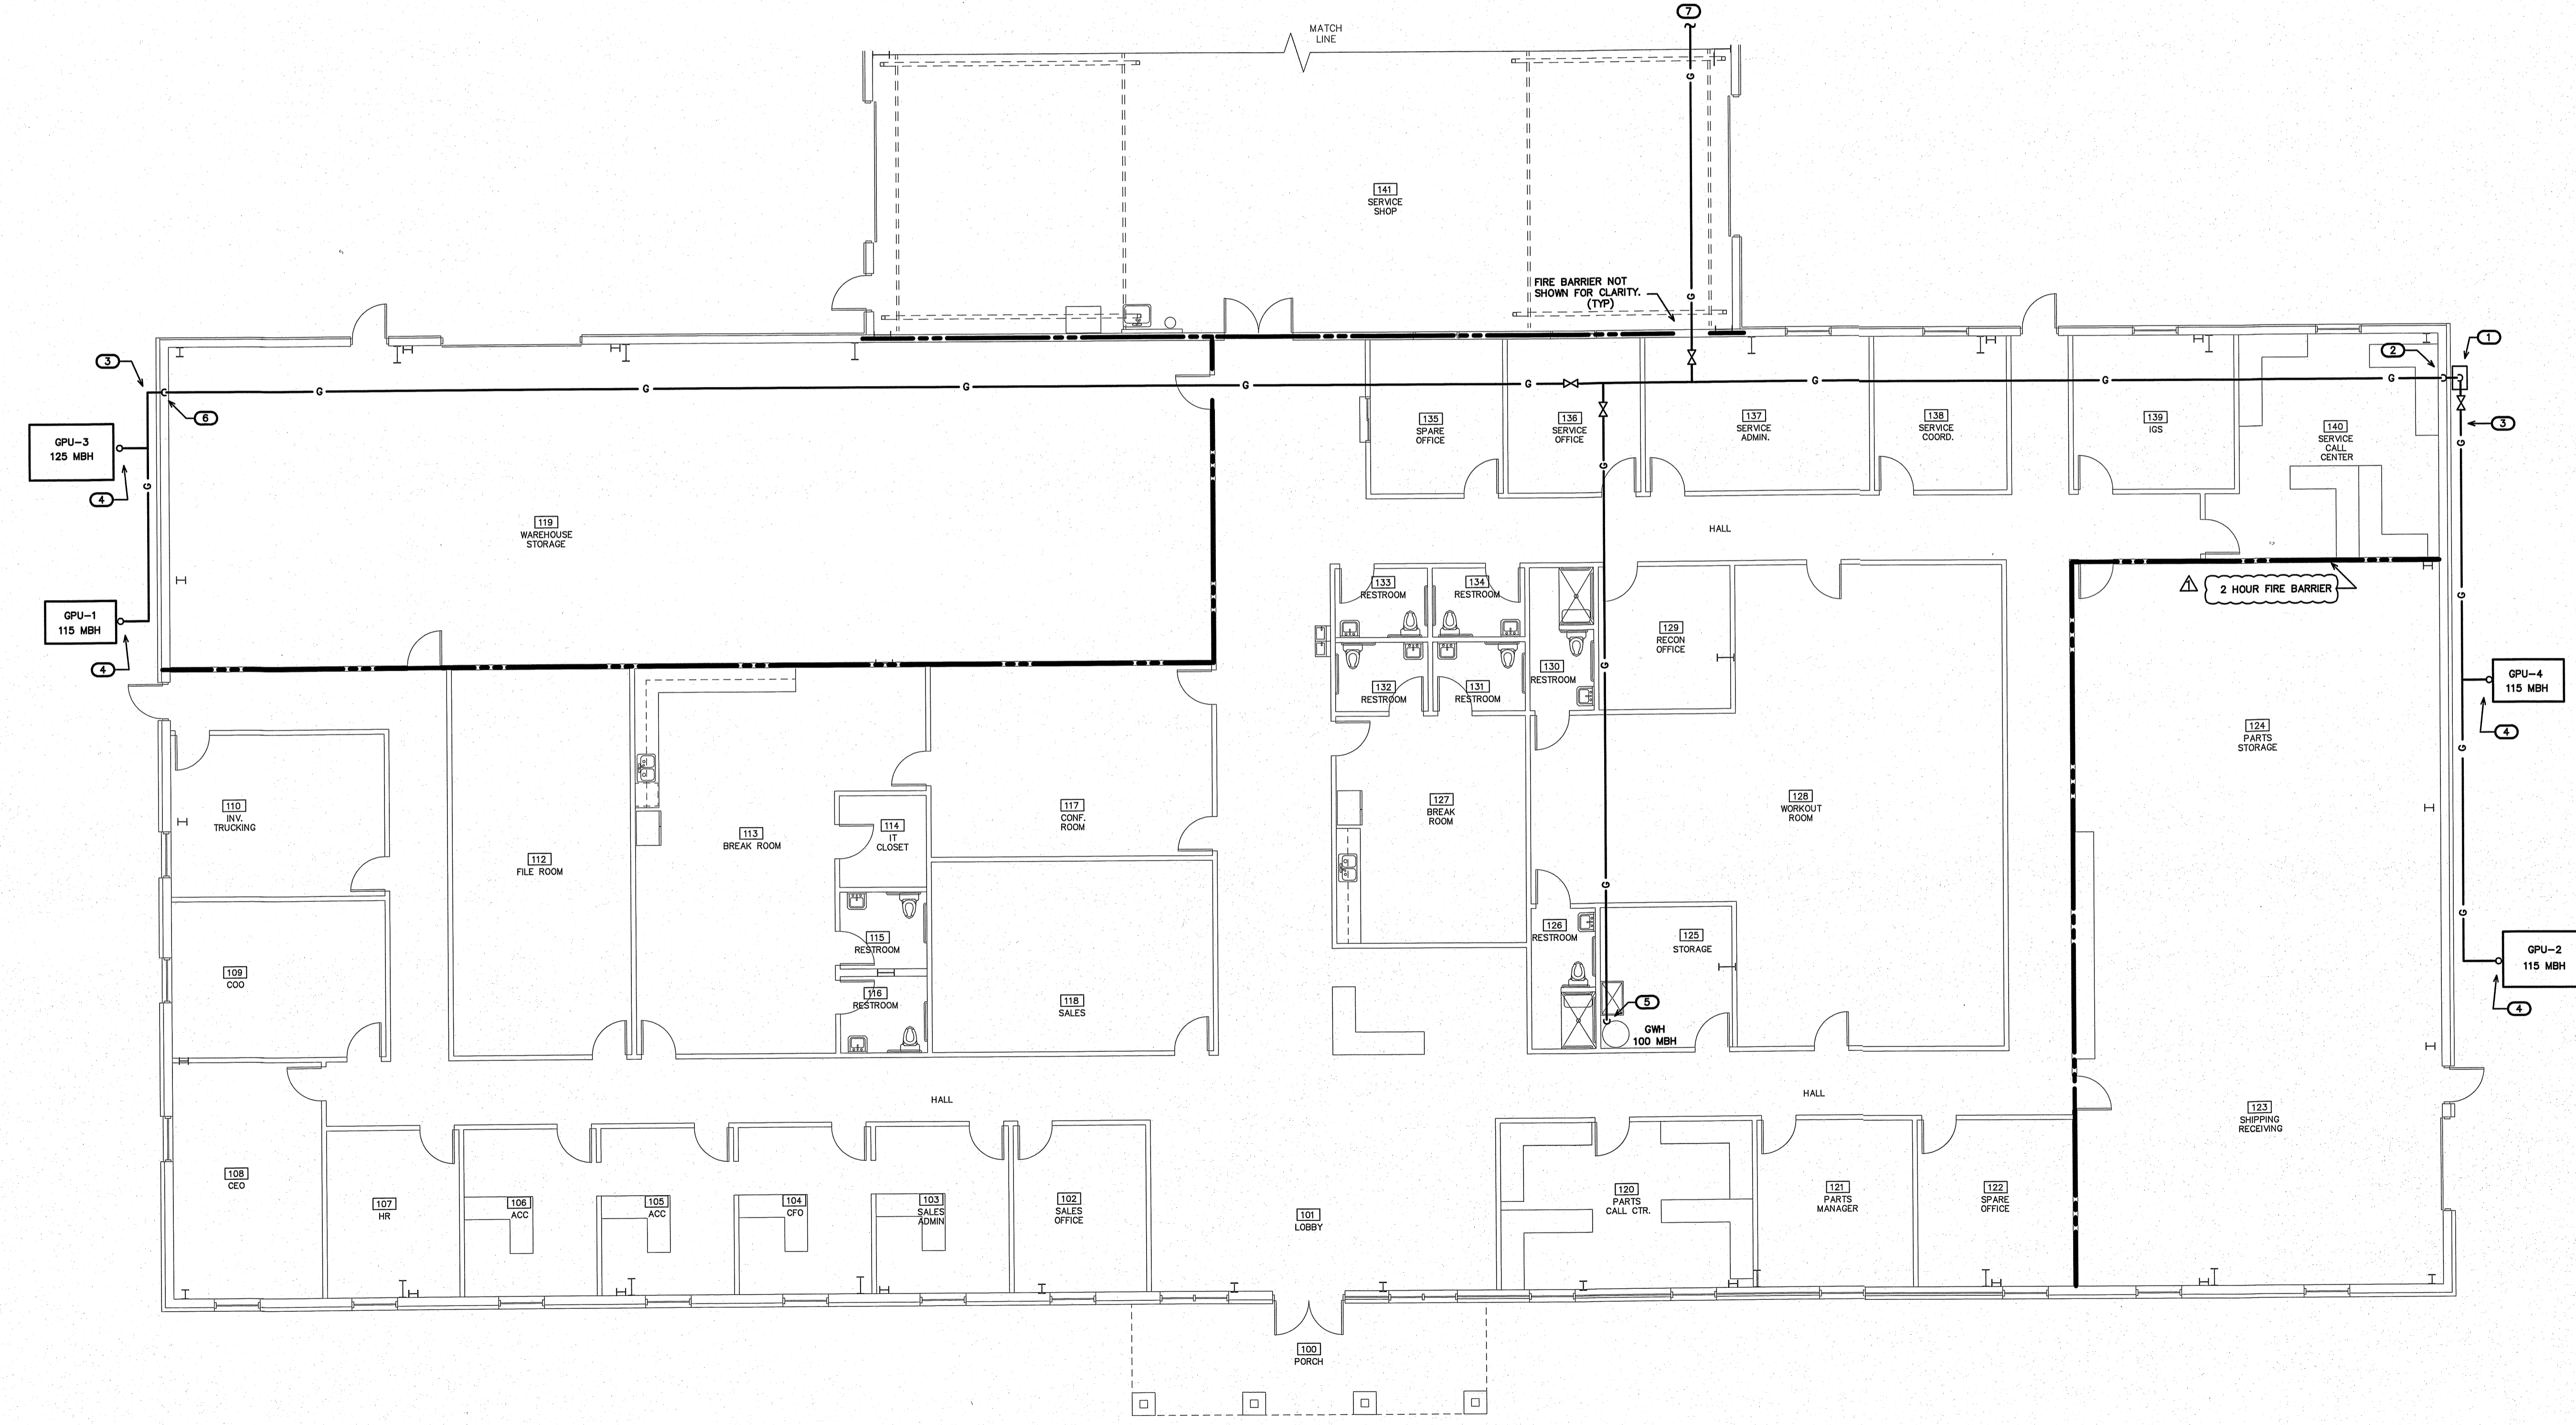 7
MATCH
LINE
G
141
SERVICE
SHOP
FIRE BARRIER NOT
SHOWN FOR CLARITY.
(TYP)
G
3
2
1
G
G
G
G
G
G
G
G
6
3
GPU-3
125 MBH
4
G
119
WAREHOUSE
STORAGE
135
SPARE
OFFICE
136
SERVICE
OFFICE
137
SERVICE
ADMIN.
138
SERVICE
COORD.
139
IGS
140
SERVICE
CALL
CENTER
G
G
HALL
GPU-1
115 MBH
4
133
RESTROOM
134
RESTROOM
1
2 HOUR FIRE BARRIER
G
129
RECON
OFFICE
130
RESTROOM
G
132
RESTROOM
131
RESTROOM
GPU-4
115 MBH
4
124
PARTS
STORAGE
G
110
INV.
TRUCKING
112
FILE ROOM
113
BREAK ROOM
114
IT
CLOSET
117
CONF.
ROOM
127
BREAK
ROOM
128
WORKOUT
ROOM
G
G
109
COO
115
RESTROOM
116
RESTROOM
118
SALES
126
RESTROOM
125
STORAGE
5
GWH
100 MBH
GPU-2
115 MBH
4
HALL
HALL
123
SHIPPING
RECEIVING
108
CEO
107
HR
106
ACC
105
ACC
104
CFO
103
SALES
ADMIN
102
SALES
OFFICE
101
LOBBY
120
PARTS
CALL CTR.
121
PARTS
MANAGER
122
SPARE
OFFICE
100
PORCH